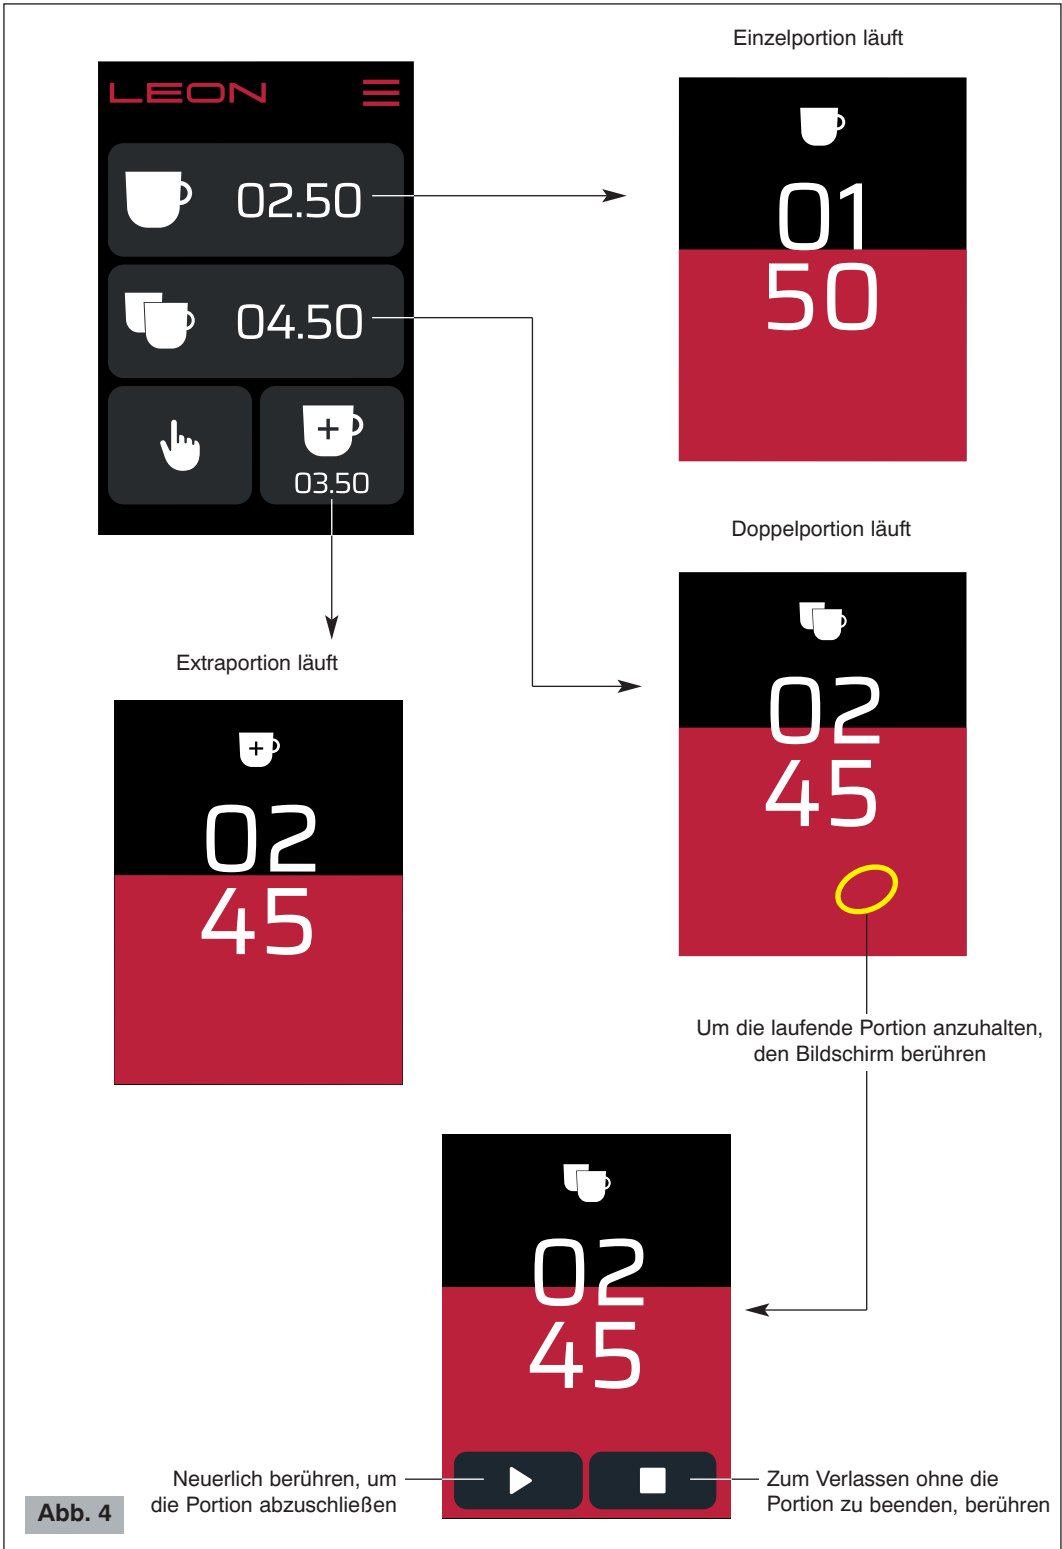 Einzelportion läuft
LEON
02.50
01
50
04.50
03.50
Doppelportion läuft
Extraportion läuft
02
45
02
45
Um die laufende Portion anzuhalten,
den Bildschirm berühren
02
45
Neuerlich berühren, um
die Portion abzuschließen
Zum Verlassen ohne die
Portion zu beenden, berühren
Abb. 4